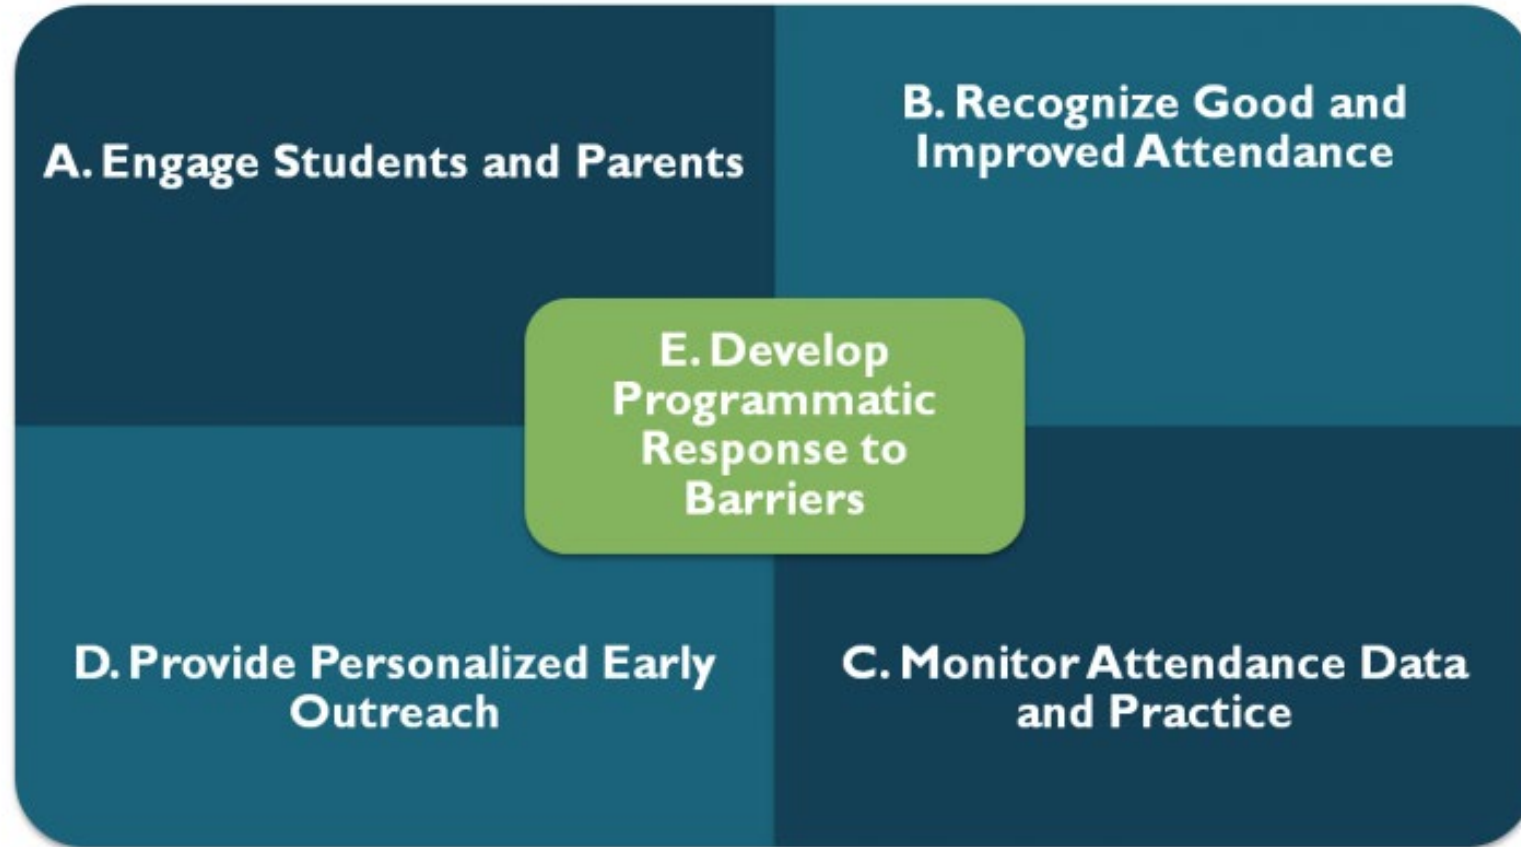 A. Engage Students and Parents
B. Recognize Good and
Improved Attendance
E. Develop
Programmatic
Response to
Barriers
D. Provide Personalized Early
Outreach
C. Monitor Attendance Data
and Practice